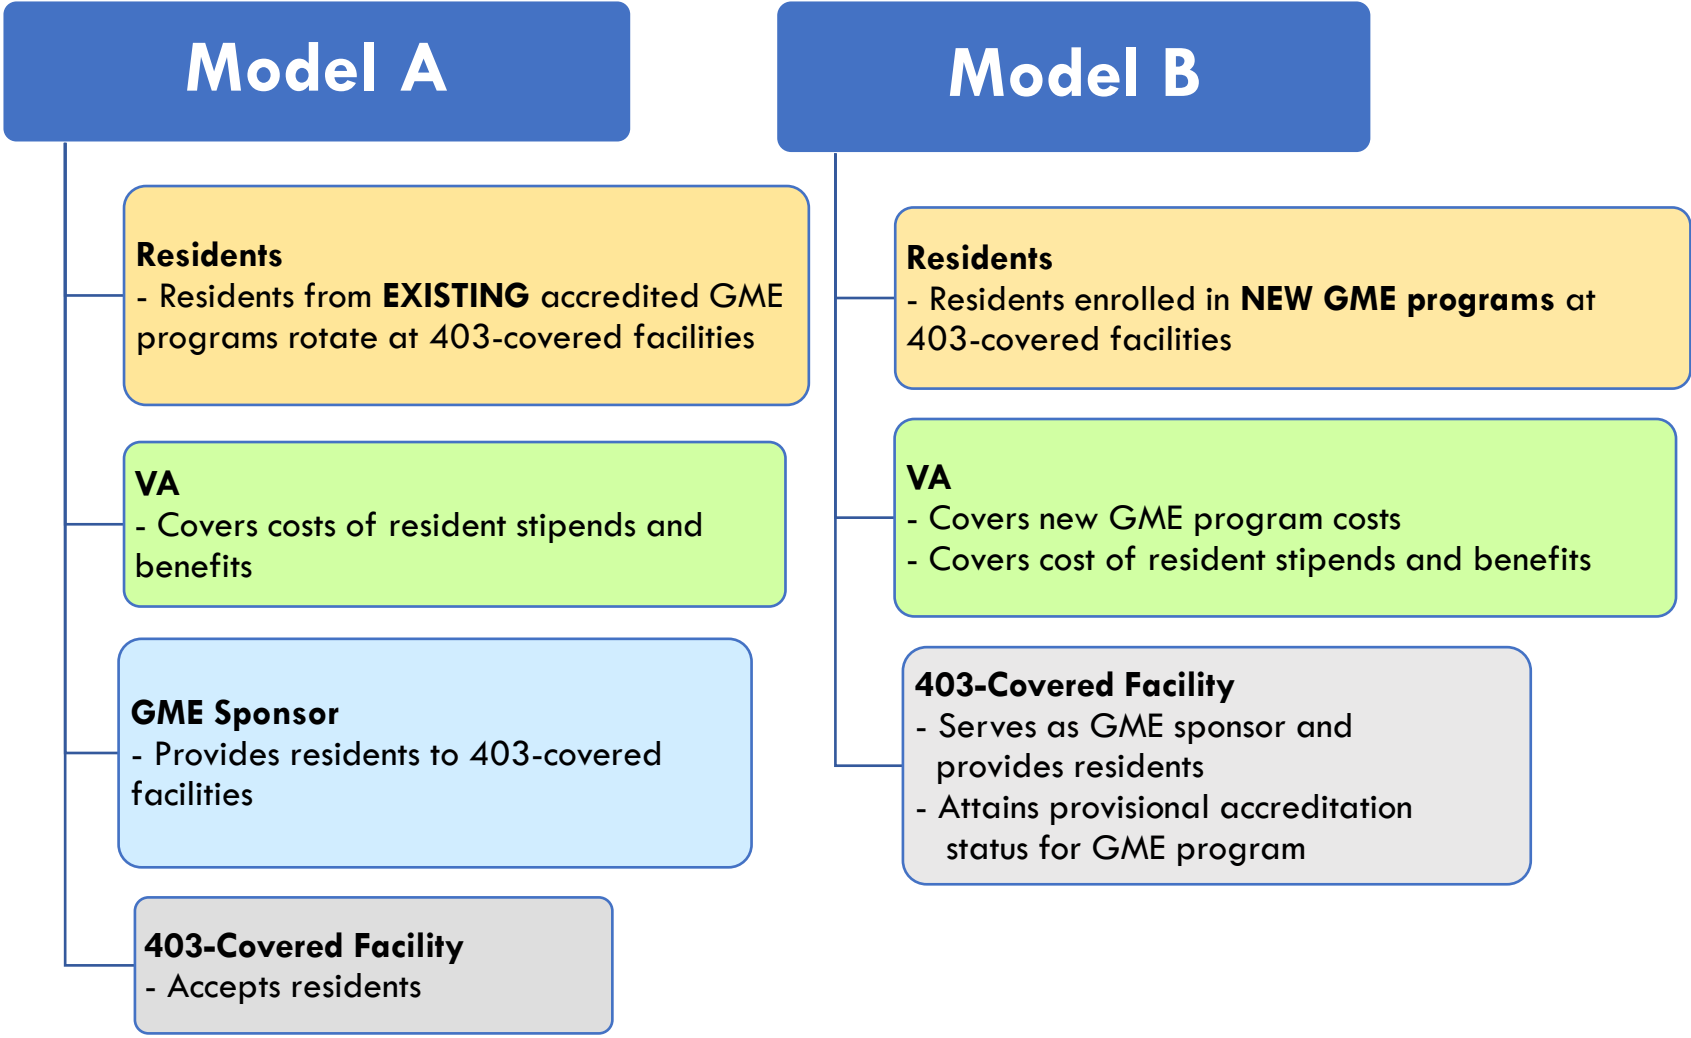 Model A
Residents
- Residents from EXISTING accredited GME
programs rotate at 403-covered facilities
VA
- Covers costs of resident stipends and
benefits
GME Sponsor
- Provides residents to 403-covered
facilities
403-Covered Facility
- Accepts residents
Model B
Residents
- Residents enrolled in NEW GME programs at
403-covered facilities
VA
- Covers new GME program costs
- Covers cost of resident stipends and benefits
403-Covered Facility
- Serves as GME sponsor and
provides residents
- Attains provisional accreditation
status for GME program